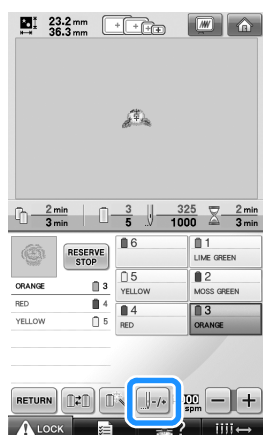 23.2 mm
36.3 mm
2 min
3 min
3
5
325
1000
2 min
3 min
RESERVE
STOP
6
1
LIME GREEN
ORANGE 3
5
YELLOW
2
MOSS GREEN
RED 4
YELLOW 5
4
RED
3
ORANGE
RETURN
-/+
00
spm
- +
LOCK
?